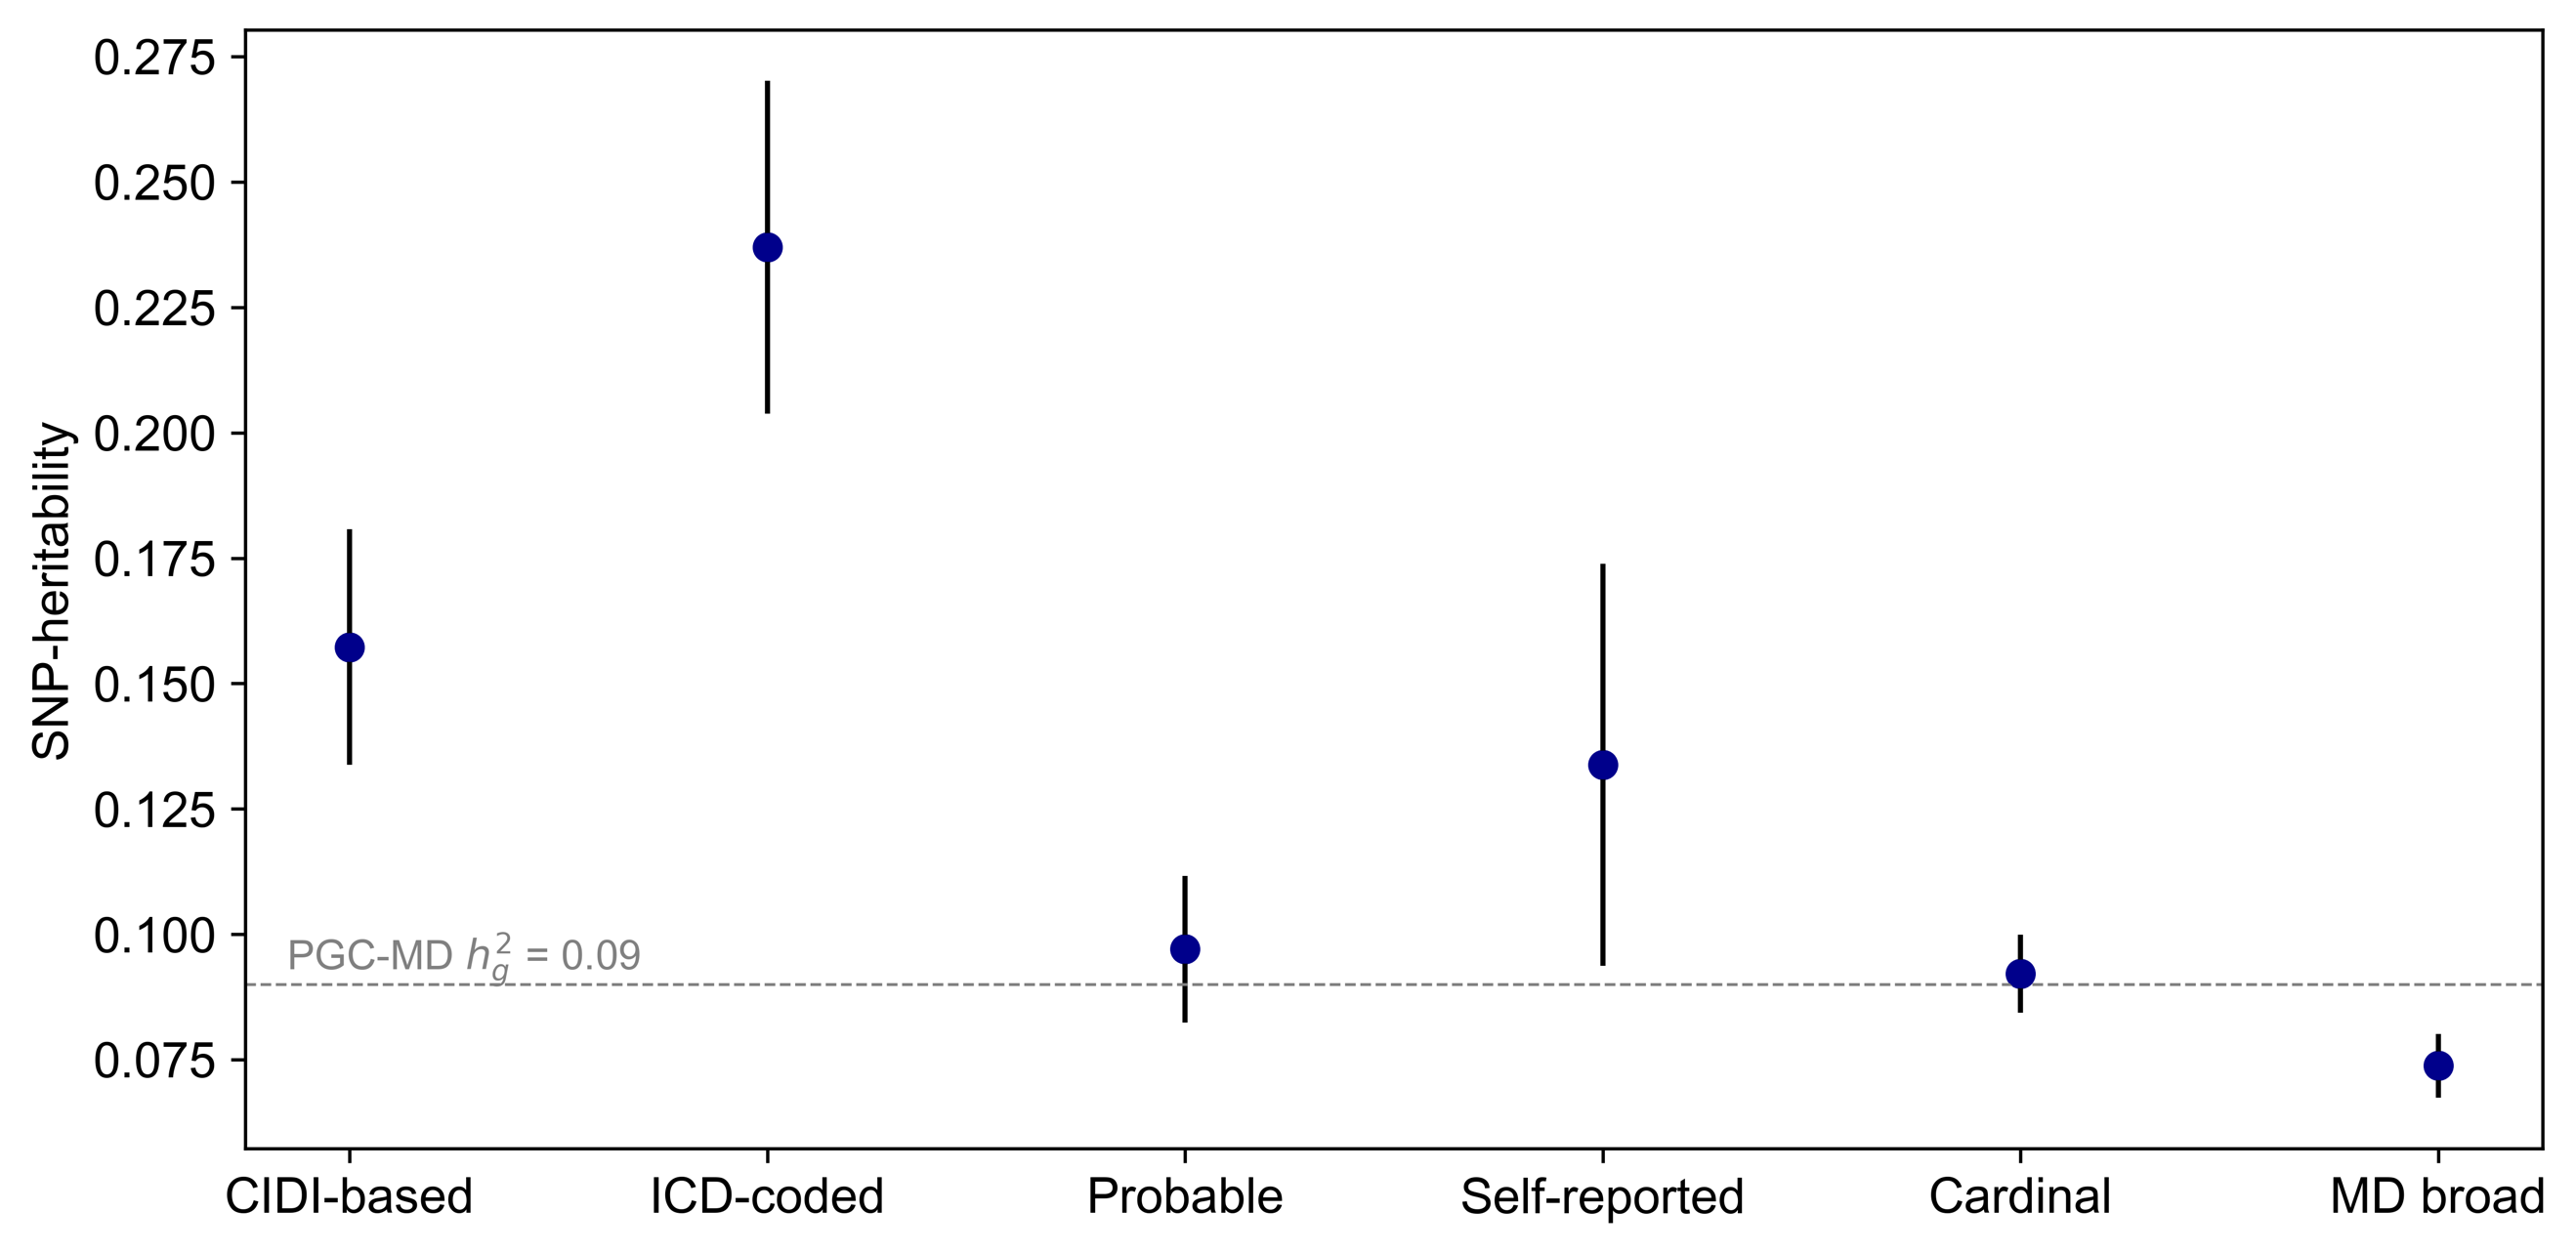 SNP-heritability
0.275
0.250
0.225
0.200
0.175
0.150
0.125
0.100
0.075
PGC-MD h²g = 0.09
CIDI-based
ICD-coded
Probable
Self-reported
Cardinal
MD broad